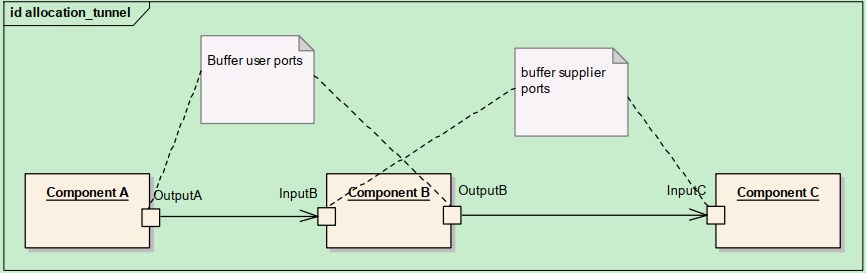 id allocation_tunnel
Buffer user ports
buffer supplier
ports
Component A
OutputA
InputB
Component B
OutputB
InputC
Component C